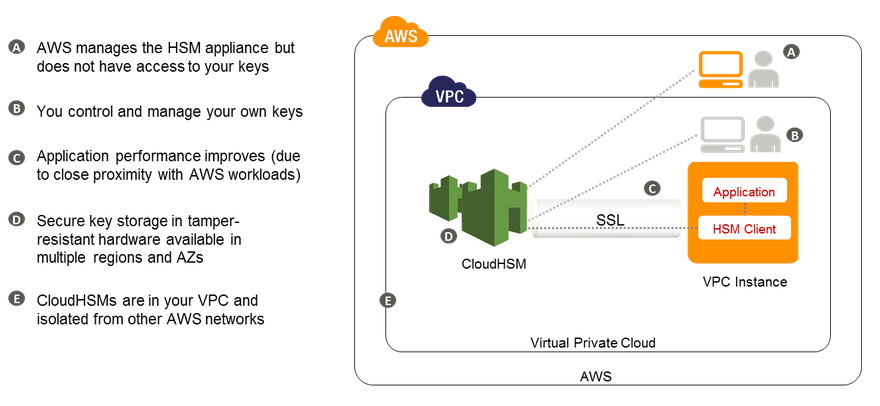 A AWS manages the HSM appliance but
does not have access to your keys
B You control and manage your own keys
C Application performance improves (due
to close proximity with AWS workloads)
D Secure key storage in tamper-
resistant hardware available in
multiple regions and AZs
E CloudHSMs are in your VPC and
isolated from other AWS networks
AWS
A
VPC
B
C
Application
SSL
HSM Client
D
CloudHSM
VPC Instance
E
Virtual Private Cloud
AWS